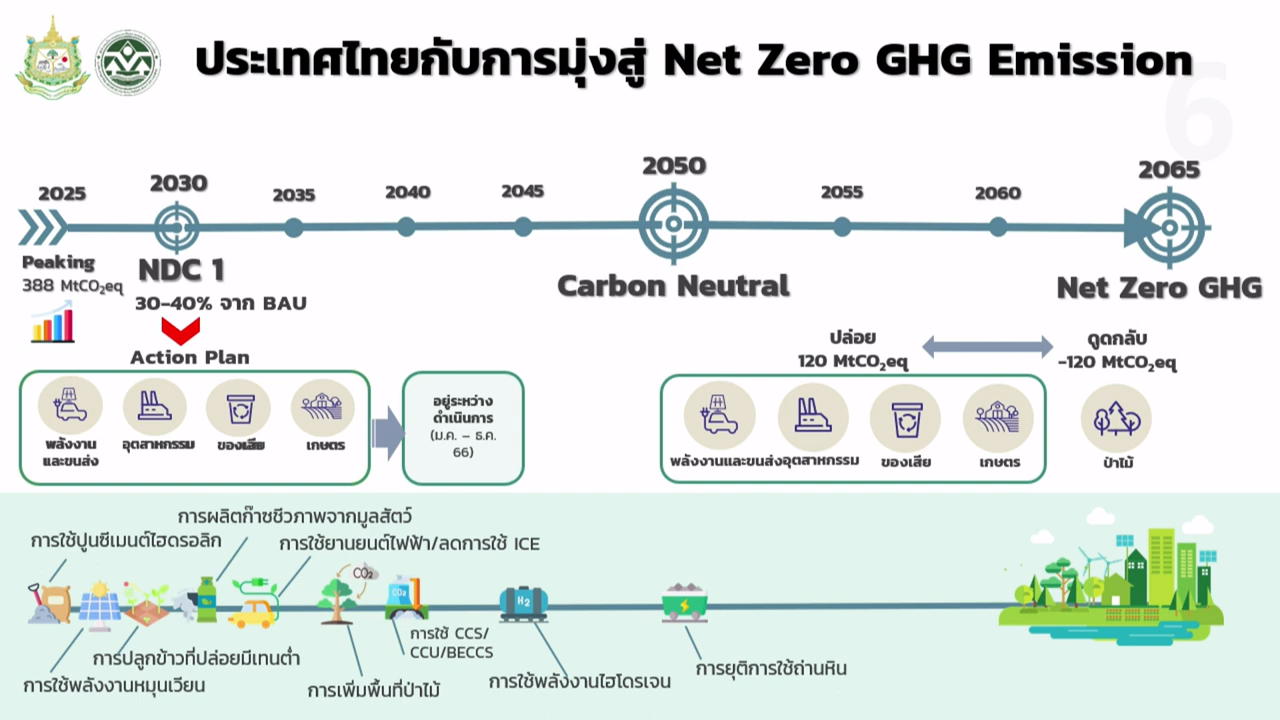 ประเทศไทยกับการมุ่งสู่ Net Zero GHG Emission
6
2025
2030
2035
2040
2045
2050
2055
2060
2065
Peaking
388 MtCO₂eq
NDC 1
30-40% จาก BAU
Action Plan
Carbon Neutral
Net Zero GHG
ปล่อย
120 MtCO₂eq
ดูดกลับ
-120 MtCO₂eq
พลังงาน
และขนส่ง
อุตสาหกรรม
ของเสีย
เกษตร
อยู่ระหว่าง
ดำเนินการ
(ม.ค. – ธ.ค.
66)
พลังงานและขนส่ง
อุตสาหกรรม
ของเสีย
เกษตร
ป่าไม้
การผลิตก๊าซชีวภาพจากมูลสัตว์
การใช้ปูนซีเมนต์ไฮดรอลิก
การใช้ยานยนต์ไฟฟ้า/ลดการใช้ ICE
CO₂
CO₂
H₂
การปลูกข้าวที่ปล่อยมีเทนต่ำ
การใช้พลังงานหมุนเวียน
การเพิ่มพื้นที่ป่าไม้
การใช้ CCS/
CCU/BECCS
การใช้พลังงานไฮโดรเจน
การยุติการใช้ถ่านหิน